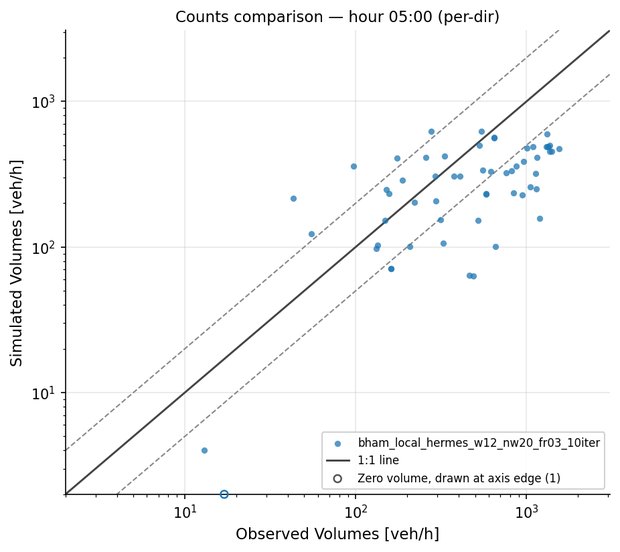 Counts comparison — hour 05:00 (per-dir)
Simulated Volumes [veh/h]
10³
10²
10¹
bham_local_hermes_w12_nw20_fr03_10iter
1:1 line
Zero volume, drawn at axis edge (1)
10¹
10²
10³
Observed Volumes [veh/h]